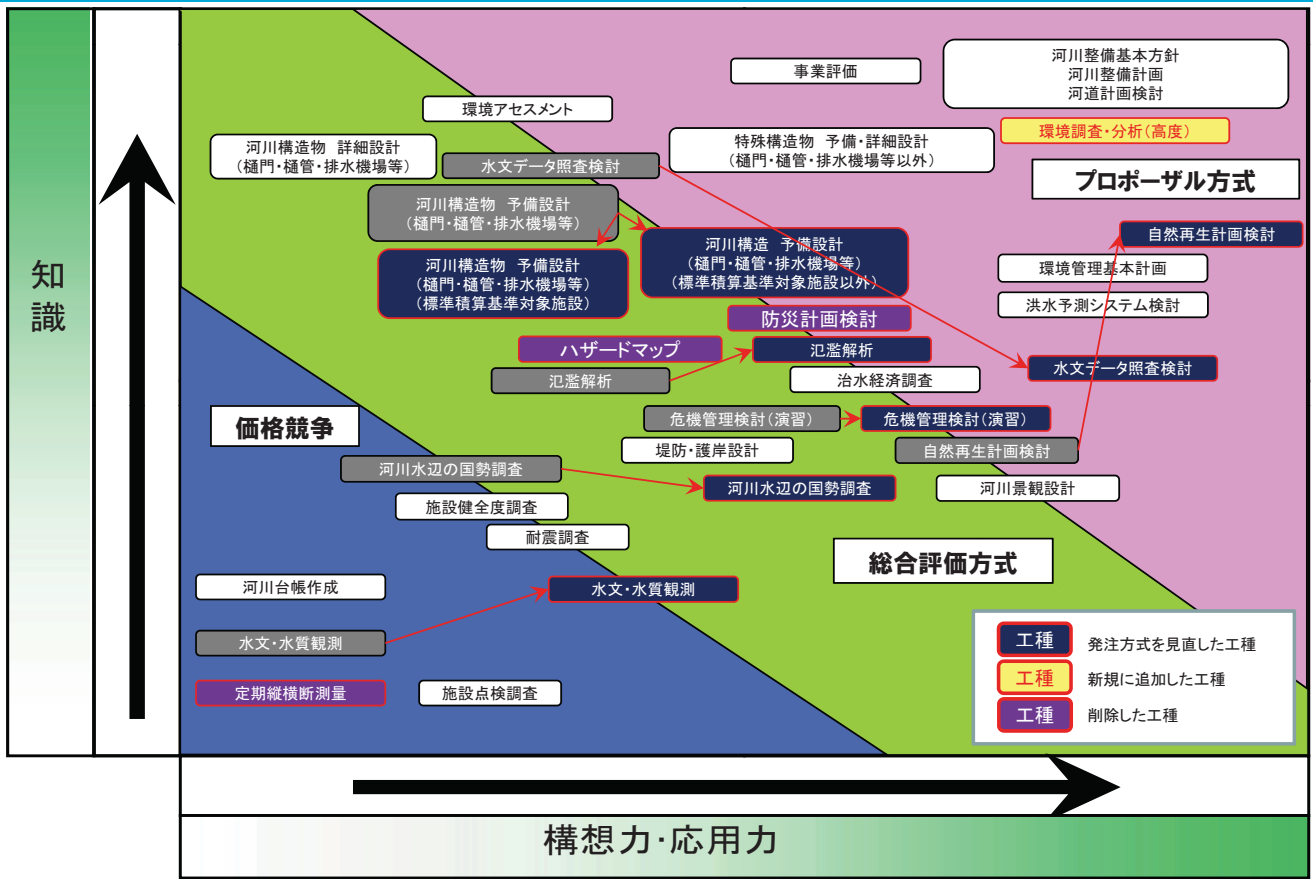 知識
事業評価
河川整備基本方針
河川整備計画
河道計画検討
環境アセスメント
環境調査・分析(高度)
河川構造物 詳細設計
(樋門・樋管・排水機場等)
特殊構造物 予備・詳細設計
(樋門・樋管・排水機場等以外)
水文データ照査検討
プロポーザル方式
河川構造物 予備設計
(樋門・樋管・排水機場等)
自然再生計画検討
河川構造 予備設計
(樋門・樋管・排水機場等)
(標準積算基準対象施設以外)
河川構造物 予備設計
(樋門・樋管・排水機場等)
(標準積算基準対象施設)
環境管理基本計画
洪水予測システム検討
防災計画検討
ハザードマップ
氾濫解析
水文データ照査検討
氾濫解析
治水経済調査
価格競争
危機管理検討(演習)
危機管理検討(演習)
堤防・護岸設計
自然再生計画検討
河川水辺の国勢調査
河川水辺の国勢調査
河川景観設計
施設健全度調査
耐震調査
総合評価方式
河川台帳作成
水文・水質観測
水文・水質観測
定期縦横断測量
施設点検調査
工種 発注方式を見直した工種
工種 新規に追加した工種
工種 削除した工種
構想力・応用力